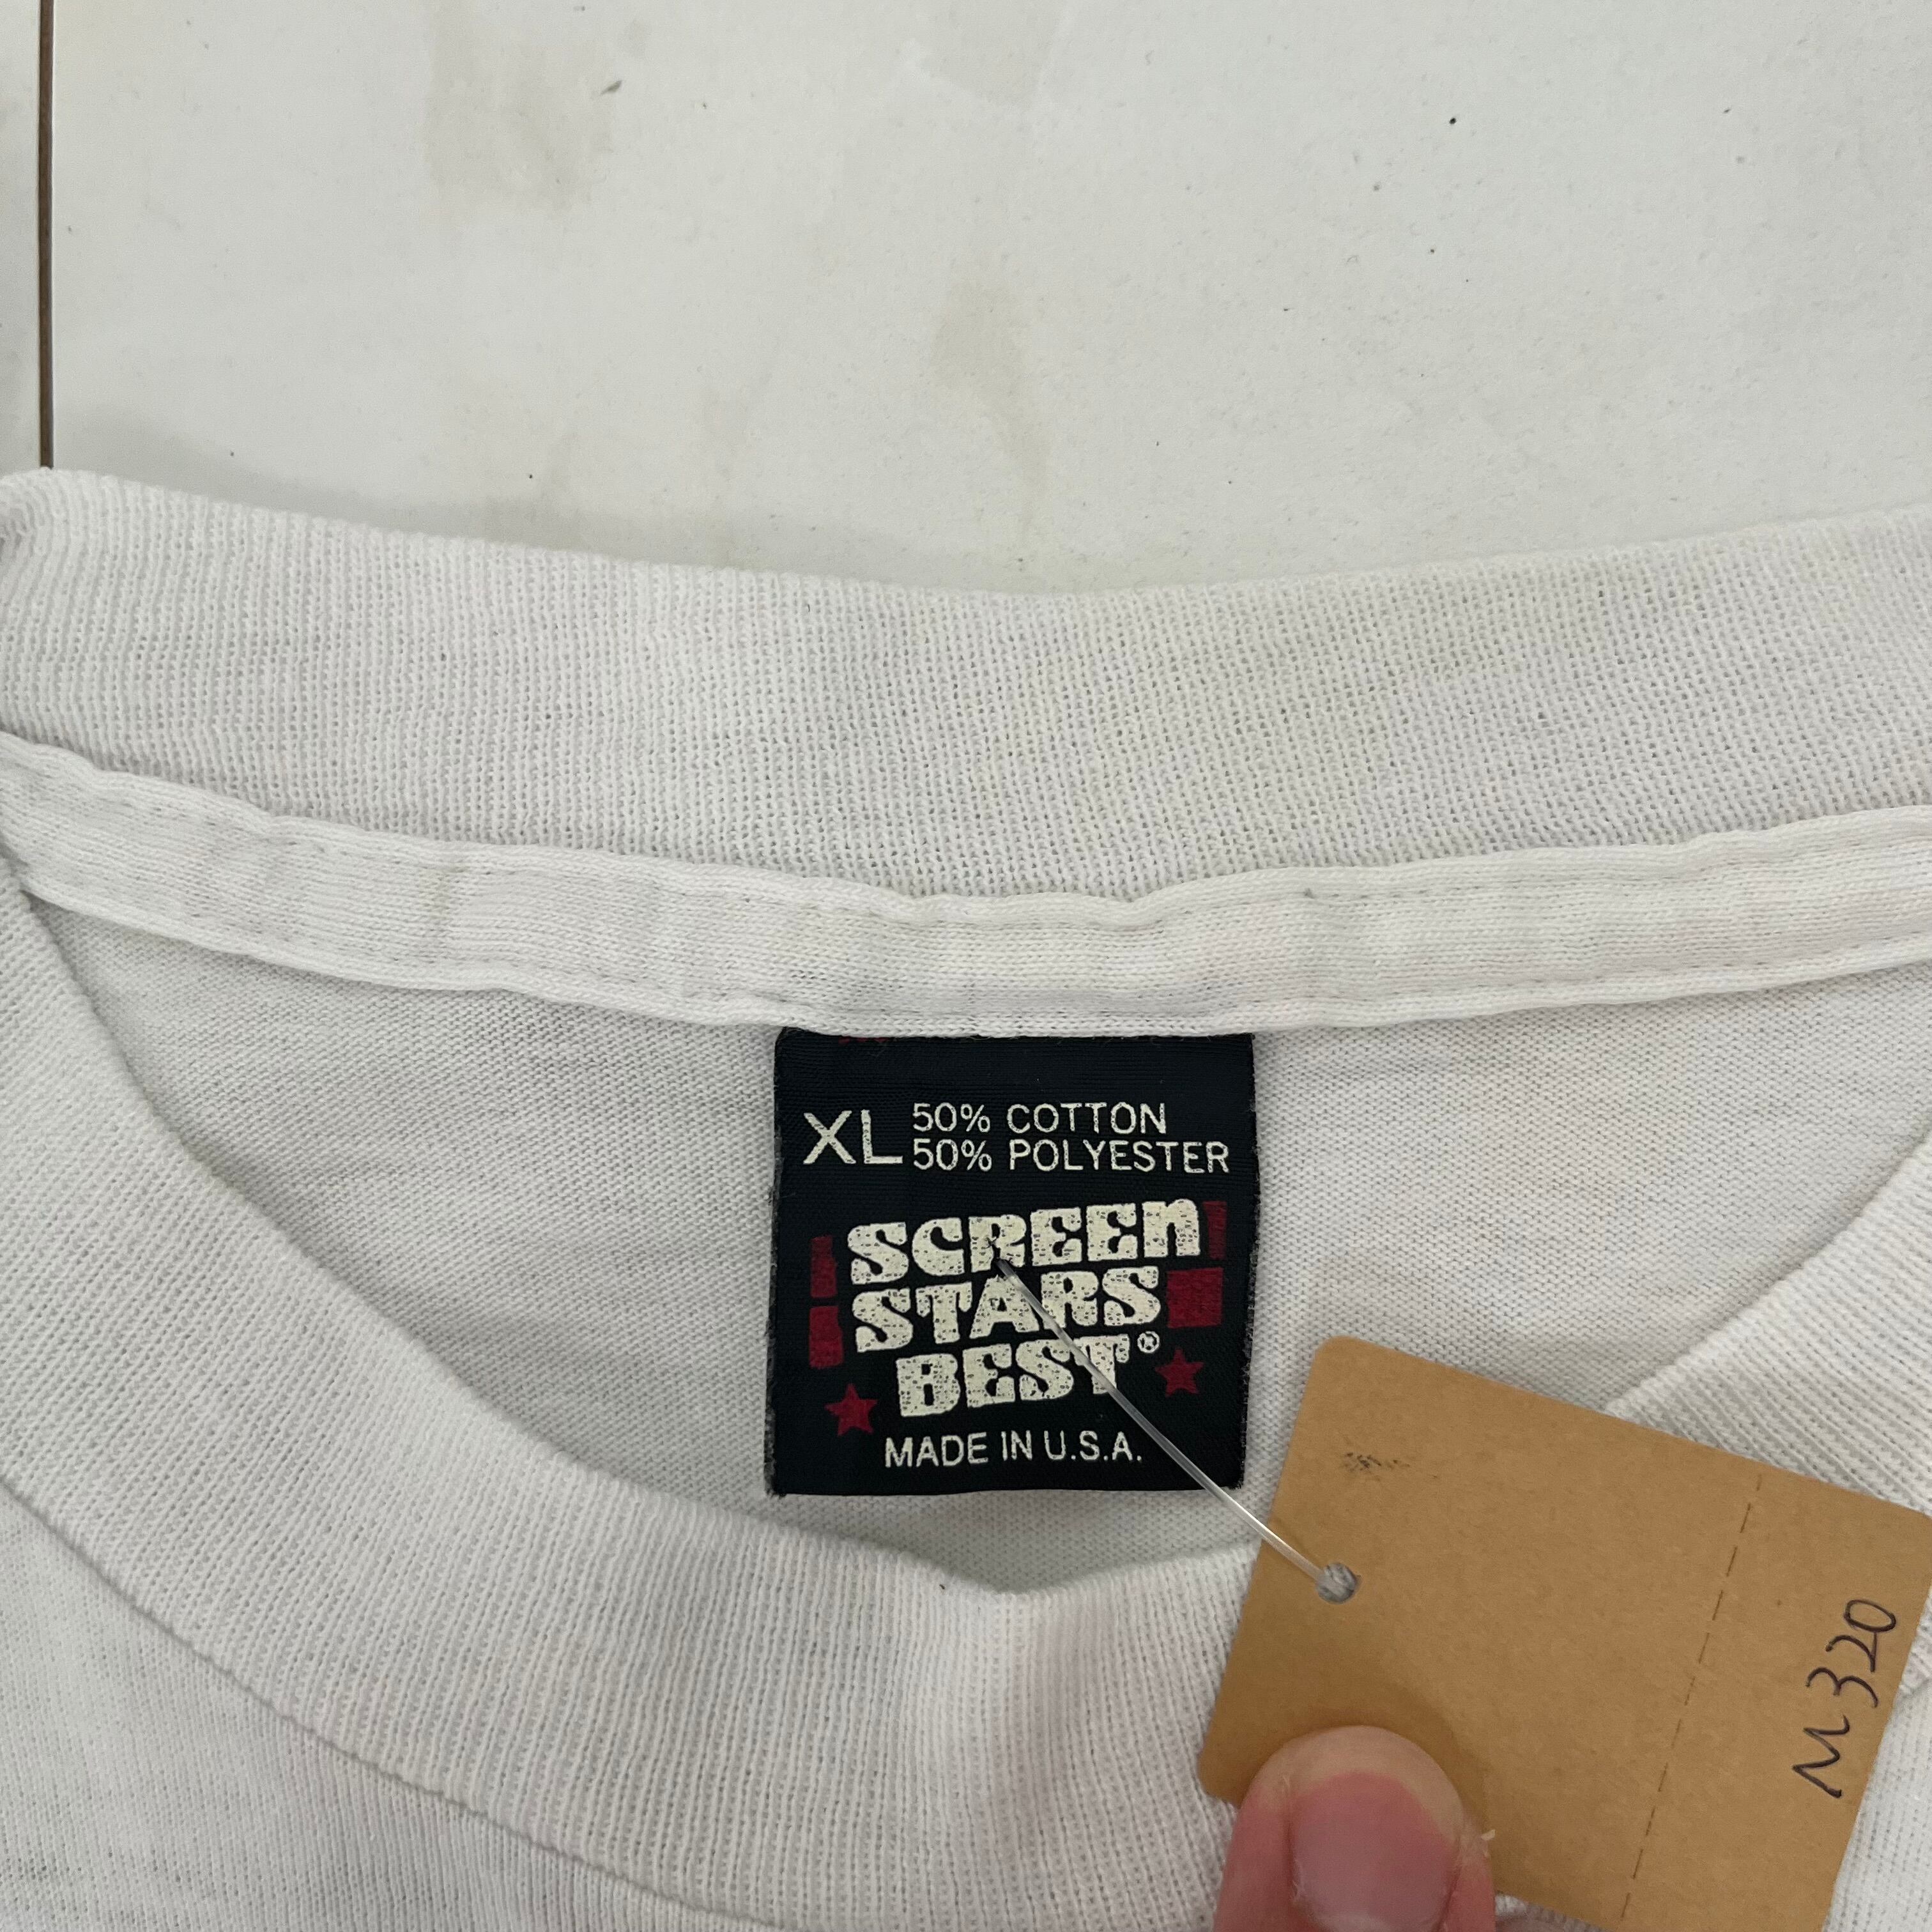 XL 50% COTTON
50% POLYESTER
SCREEN
STARS
BEST®
MADE IN U.S.A.
M320